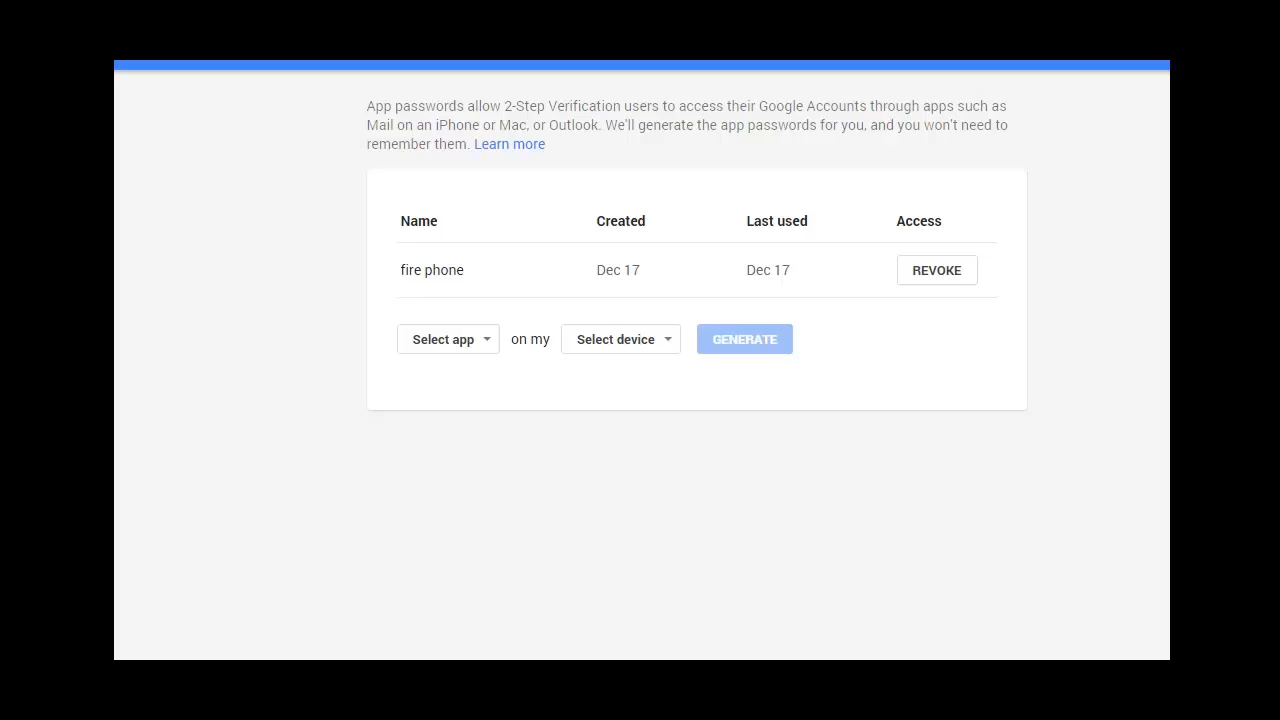 App passwords allow 2-Step Verification users to access their Google Accounts through apps such as
Mail on an iPhone or Mac, or Outlook. We'll generate the app passwords for you, and you won't need to
remember them. Learn more
Name Created Last used Access
fire phone Dec 17 Dec 17 REVOKE
Select app on my Select device GENERATE